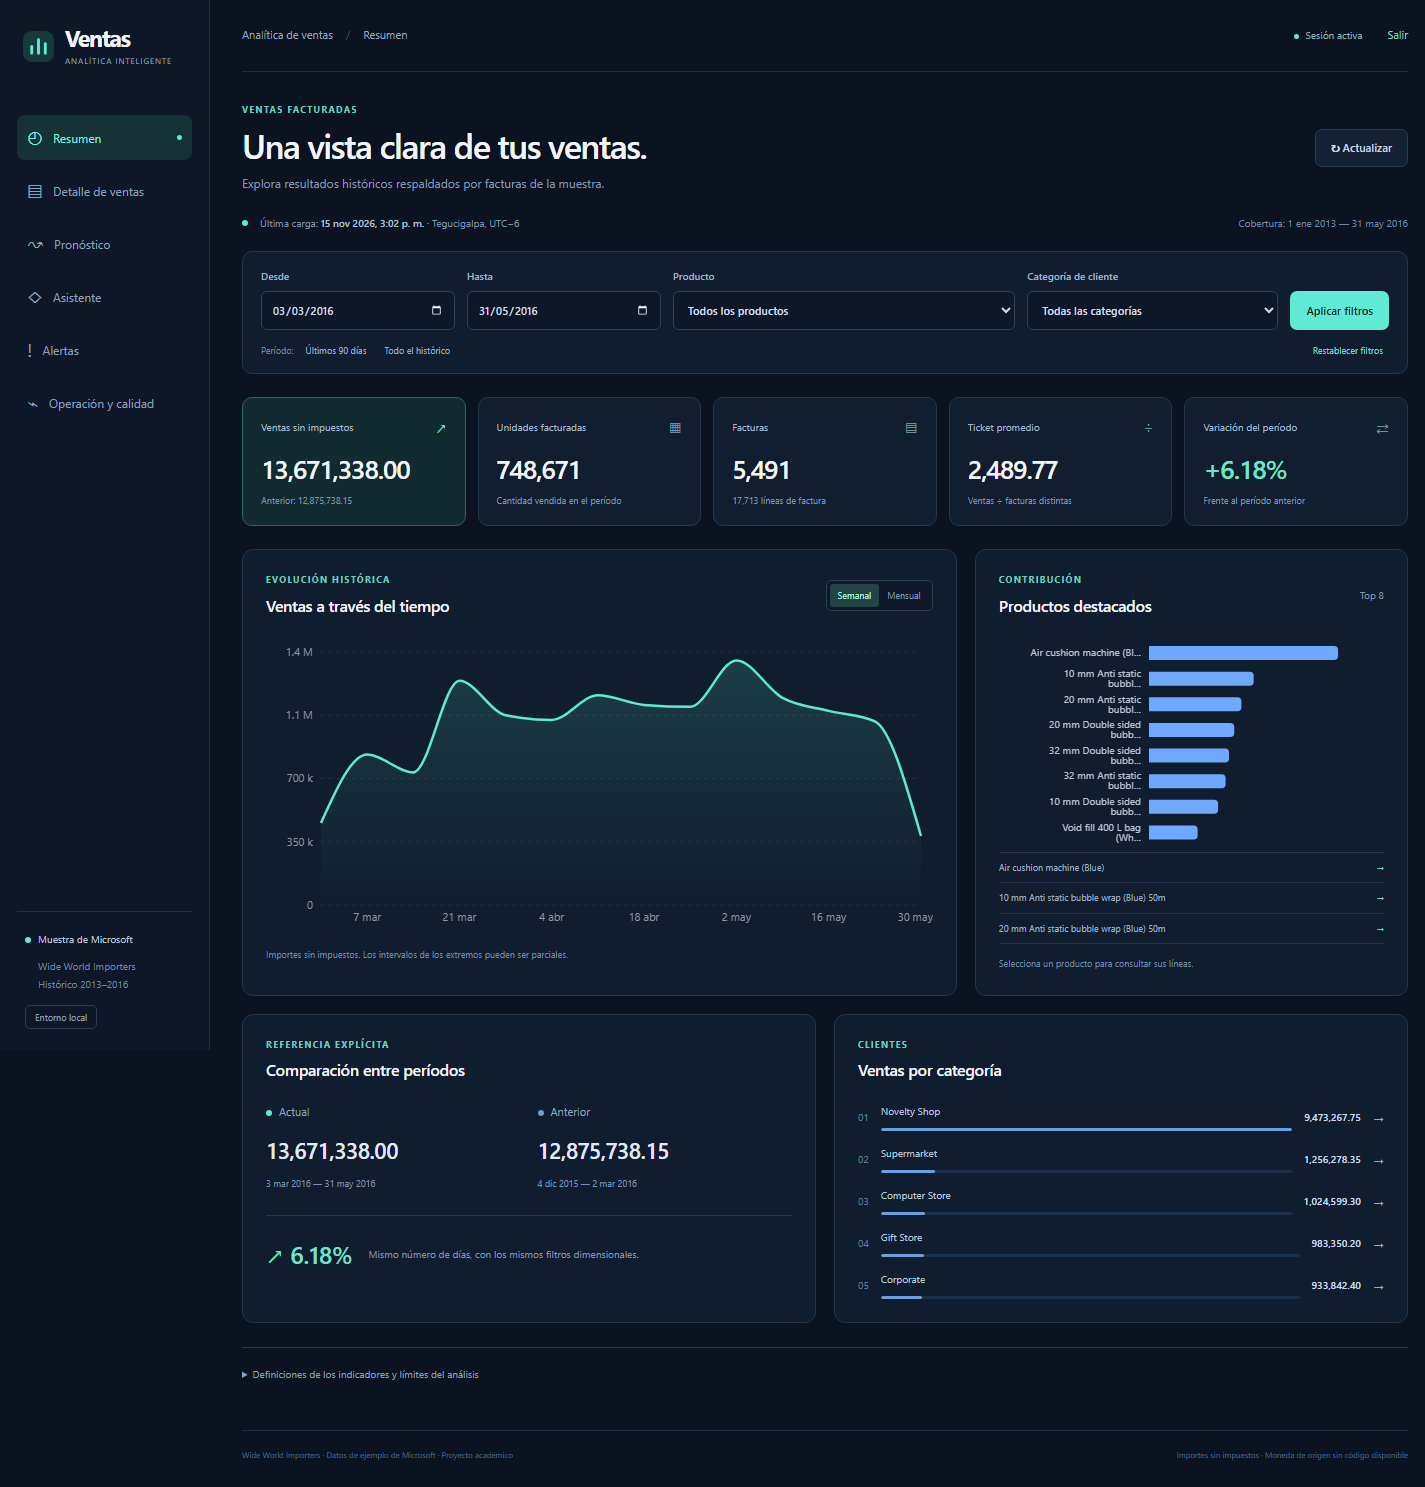 Ventas
ANALÍTICA INTELIGENTE
Resumen
Detalle de ventas
Pronóstico
Asistente
! Alertas
Operación y calidad
Muestra de Microsoft
Wide World Importers
Histórico 2013–2016
Entorno local
Analítica de ventas / Resumen
Sesión activa
Salir
VENTAS FACTURADAS
Una vista clara de tus ventas.
Explora resultados históricos respaldados por facturas de la muestra.
↻ Actualizar
Última carga: 15 nov 2026, 3:02 p. m. · Tegucigalpa, UTC−6
Cobertura: 1 ene 2013 — 31 may 2016
Desde
Hasta
Producto
Categoría de cliente
03/03/2016
31/05/2016
Todos los productos
Todas las categorías
Aplicar filtros
Período: Últimos 90 días Todo el histórico
Restablecer filtros
Ventas sin impuestos ↗
13,671,338.00
Anterior: 12,875,738.15
Unidades facturadas
748,671
Cantidad vendida en el período
Facturas
5,491
17,713 líneas de factura
Ticket promedio ÷
2,489.77
Ventas ÷ facturas distintas
Variación del período ⇄
+6.18%
Frente al período anterior
EVOLUCIÓN HISTÓRICA
Ventas a través del tiempo
Semanal Mensual
1.4 M
1.1 M
700 k
350 k
0
7 mar 21 mar 4 abr 18 abr 2 may 16 may 30 may
Importes sin impuestos. Los intervalos de los extremos pueden ser parciales.
CONTRIBUCIÓN
Productos destacados
Top 8
Air cushion machine (Bl...
10 mm Anti static
bubbl...
20 mm Anti static
bubbl...
20 mm Double sided
bubb...
32 mm Double sided
bubb...
32 mm Anti static
bubbl...
10 mm Double sided
bubb...
Void fill 400 L bag
(Wh...
Air cushion machine (Blue) →
10 mm Anti static bubble wrap (Blue) 50m →
20 mm Anti static bubble wrap (Blue) 50m →
Selecciona un producto para consultar sus líneas.
REFERENCIA EXPLÍCITA
Comparación entre períodos
Actual
13,671,338.00
3 mar 2016 — 31 may 2016
Anterior
12,875,738.15
4 dic 2015 — 2 mar 2016
↗ 6.18%
Mismo número de días, con los mismos filtros dimensionales.
CLIENTES
Ventas por categoría
01 Novelty Shop 9,473,267.75 →
02 Supermarket 1,256,278.35 →
03 Computer Store 1,024,599.30 →
04 Gift Store 983,350.20 →
05 Corporate 933,842.40 →
Definiciones de los indicadores y límites del análisis
Wide World Importers · Datos de ejemplo de Microsoft · Proyecto académico
Importes sin impuestos · Moneda de origen sin código disponible